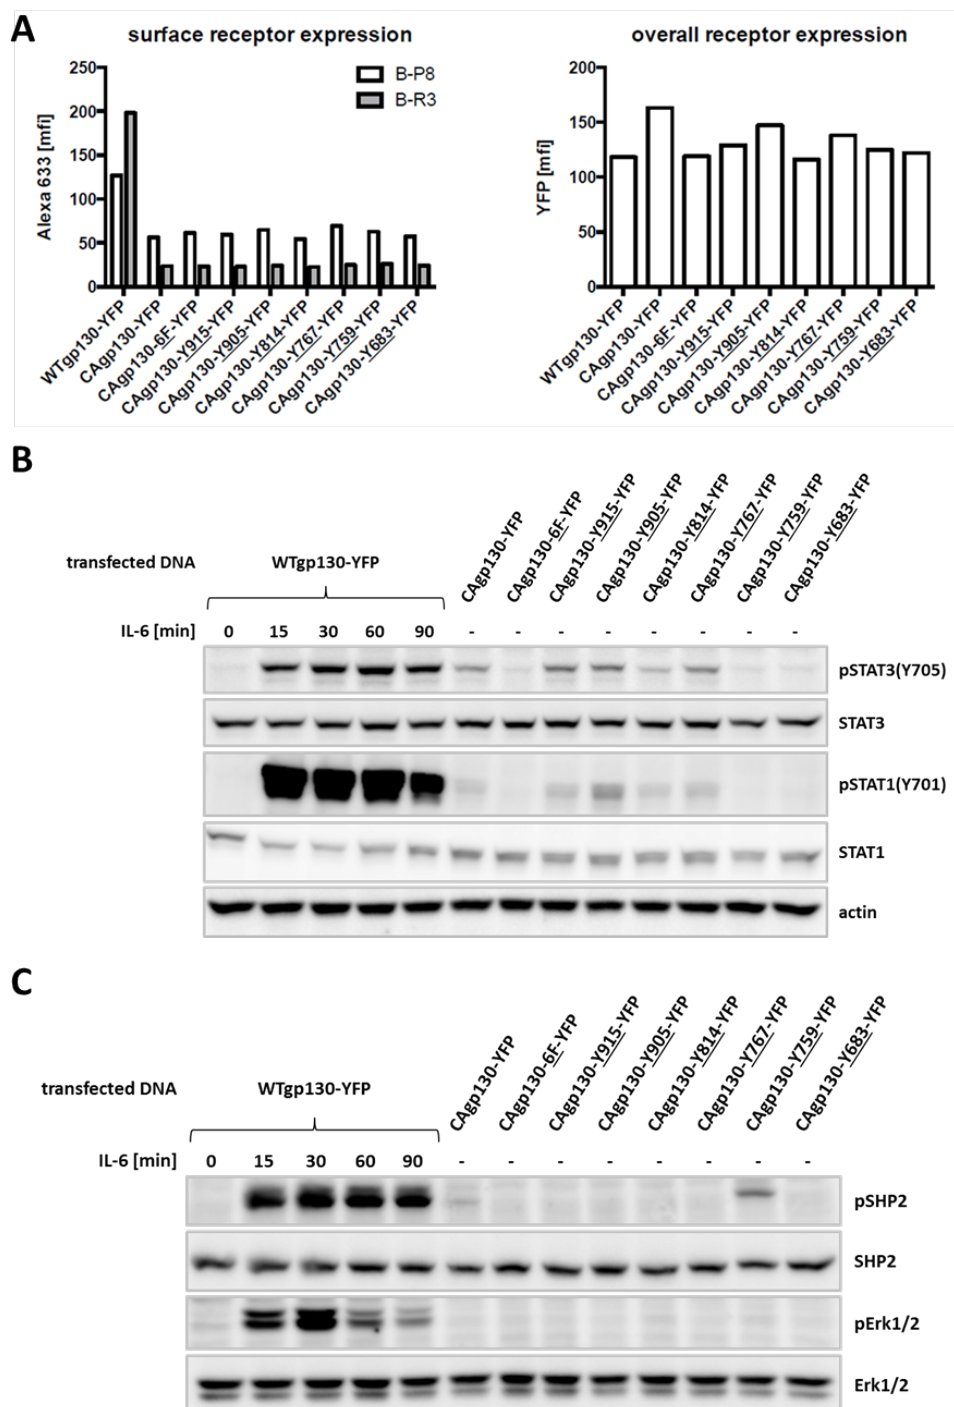 A
surface receptor expression
250
200
150
100
50
0
Alexa 633 [mfi]
B-P8
B-R3
WTgp130-YFP
CAgp130-YFP
CAgp130-6F-YFP
CAgp130-Y915-YFP
CAgp130-Y905-YFP
CAgp130-Y814-YFP
CAgp130-Y767-YFP
CAgp130-Y759-YFP
CAgp130-Y683-YFP
overall receptor expression
200
150
100
50
0
YFP [mfi]
WTgp130-YFP
CAgp130-YFP
CAgp130-6F-YFP
CAgp130-Y915-YFP
CAgp130-Y905-YFP
CAgp130-Y814-YFP
CAgp130-Y767-YFP
CAgp130-Y759-YFP
CAgp130-Y683-YFP
B
transfected DNA
WTgp130-YFP
CAgp130-YFP
CAgp130-6F-YFP
CAgp130-Y915-YFP
CAgp130-Y905-YFP
CAgp130-Y814-YFP
CAgp130-Y767-YFP
CAgp130-Y759-YFP
CAgp130-Y683-YFP
IL-6 [min] 0 15 30 60 90 - - - - - - - -
pSTAT3(Y705)
STAT3
pSTAT1(Y701)
STAT1
actin
C
transfected DNA
WTgp130-YFP
CAgp130-YFP
CAgp130-6F-YFP
CAgp130-Y915-YFP
CAgp130-Y905-YFP
CAgp130-Y814-YFP
CAgp130-Y767-YFP
CAgp130-Y759-YFP
CAgp130-Y683-YFP
IL-6 [min] 0 15 30 60 90 - - - - - - - -
pSHP2
SHP2
pErk1/2
Erk1/2